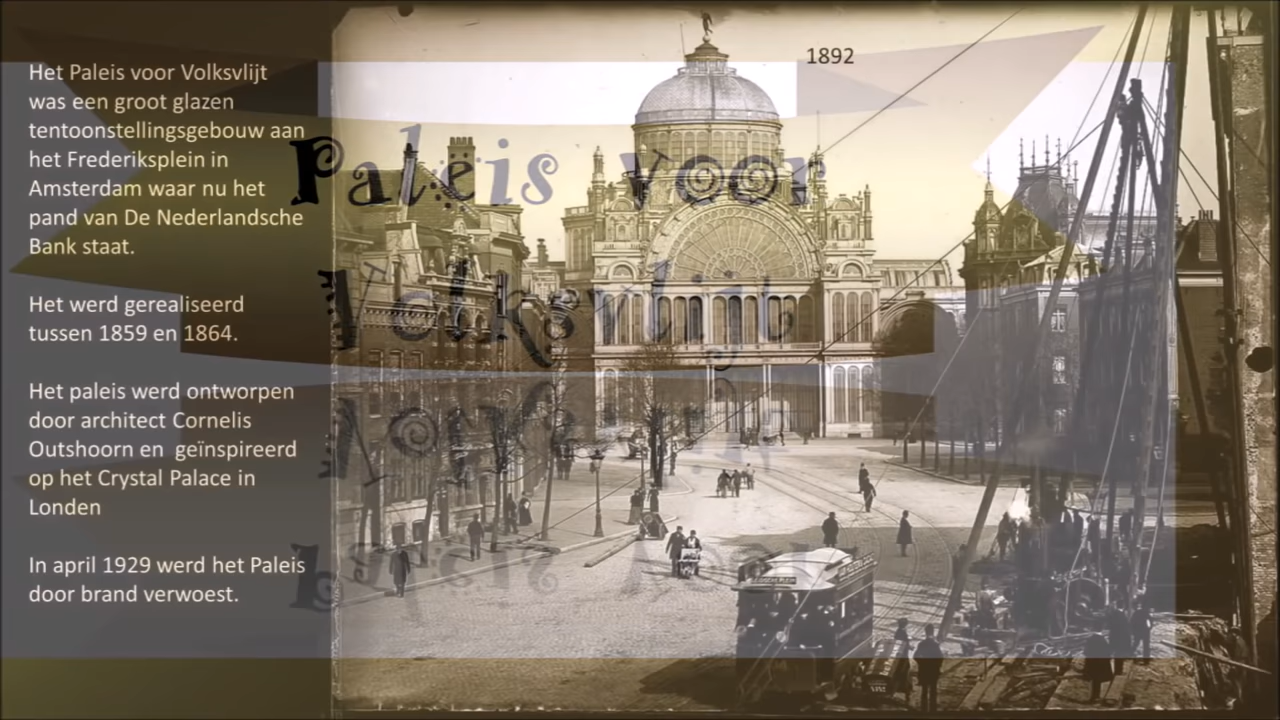 Het Paleis voor Volksvlijt
was een groot glazen
tentoonstellingsgebouw aan
het Frederiksplein in
Amsterdam waar nu het
pand van De Nederlandsche
Bank staat.
Het werd gerealiseerd
tussen 1859 en 1864.
Het paleis werd ontworpen
door architect Cornelis
Outshoorn en geïnspireerd
op het Crystal Palace in
Londen
In april 1929 werd het Paleis
door brand verwoest.
1892
Paleis voor
Volksvlijt